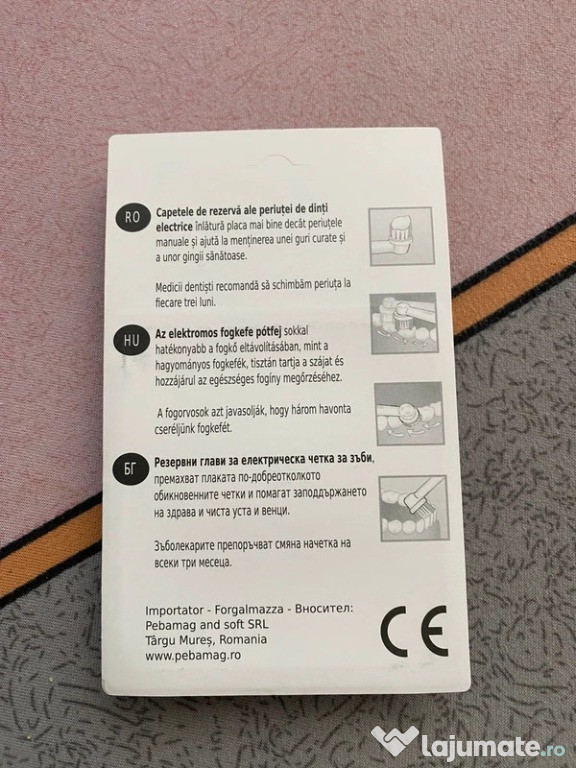 RO
Capetele de rezervă ale periuței de dinți
electrice înlătură placa mai bine decât periuțele
manuale și ajută la menținerea unei guri curate și
a unor gingii sănătoase.
Medicii dentiști recomandă să schimbăm periuța la
fiecare trei luni.
HU
Az elektromos fogkefe pótfej sokkal
hatékonyabb a fogkő eltávolításában, mint a
hagyományos fogkefék, tisztán tartja a szájat és
hozzájárul az egészséges fogíny megőrzéséhez.
A fogorvosok azt javasolják, hogy három havonta
cseréljünk fogkefét.
БГ
Резервни глави за електрическа четка за зъби,
премахват плаката по-добреотколкото
обикновенните четки и помагат заподдържането
на здрава и чиста уста и венци.
Зъболекарите препоръчват смяна начетка на
всеки три месеца.
Importator - Forgalmazza - Вносител:
Pebamag and soft SRL
Târgu Mureș, Romania
www.pebamag.ro
CE
lajumate.ro